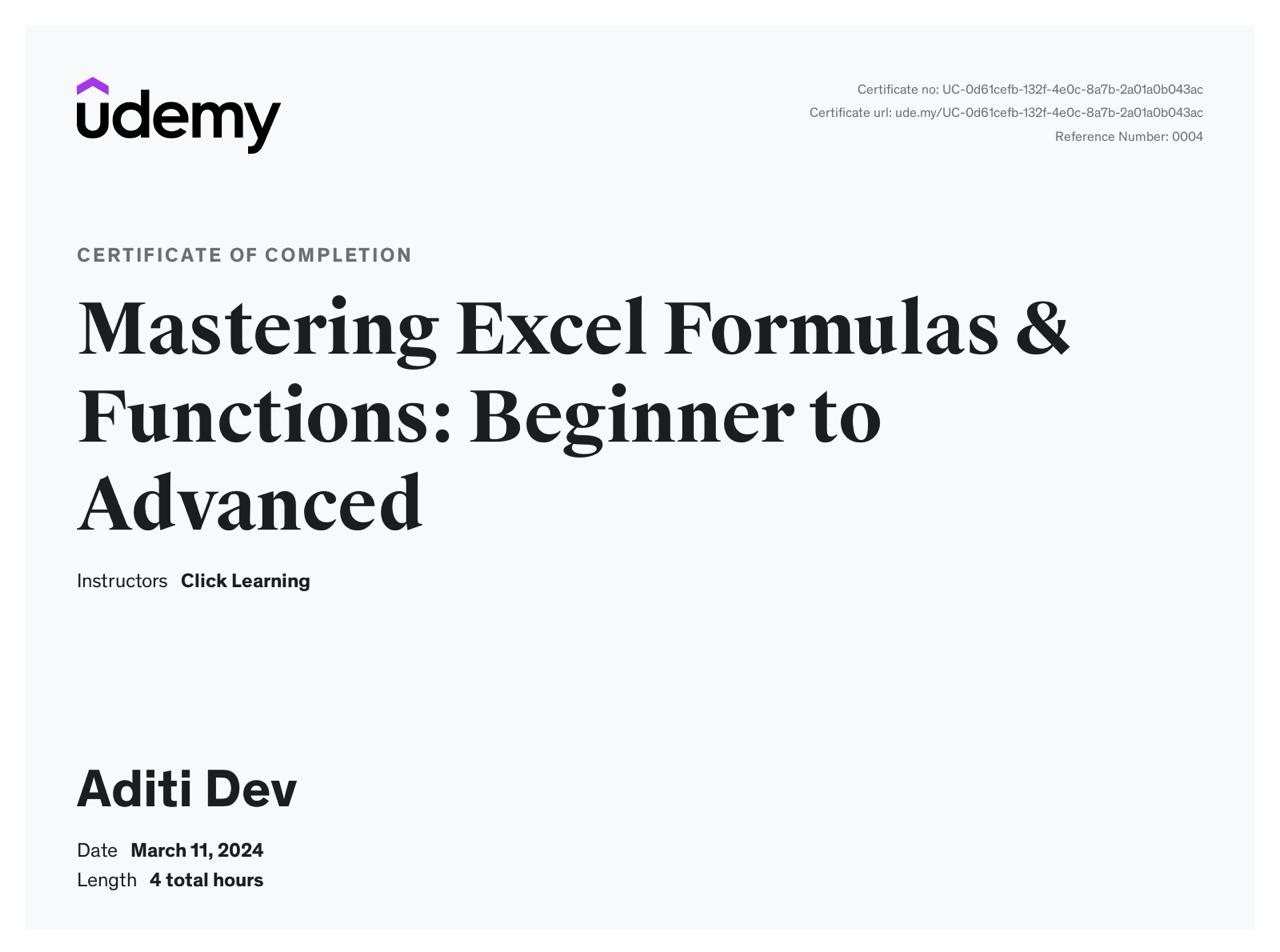 udemy
Certificate no: UC-0d61cefb-132f-4e0c-8a7b-2a01a0b043ac
Certificate url: ude.my/UC-0d61cefb-132f-4e0c-8a7b-2a01a0b043ac
Reference Number: 0004
CERTIFICATE OF COMPLETION
Mastering Excel Formulas &
Functions: Beginner to
Advanced
Instructors Click Learning
Aditi Dev
Date March 11, 2024
Length 4 total hours